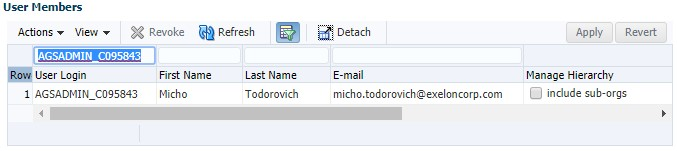 User Members
Actions View Revoke Refresh Detach Apply Revert
AGSADMIN_C095843
Row User Login First Name Last Name E-mail Manage Hierarchy
1 AGSADMIN_C095843 Micho Todorovich micho.todorovich@exeloncorp.com include sub-orgs